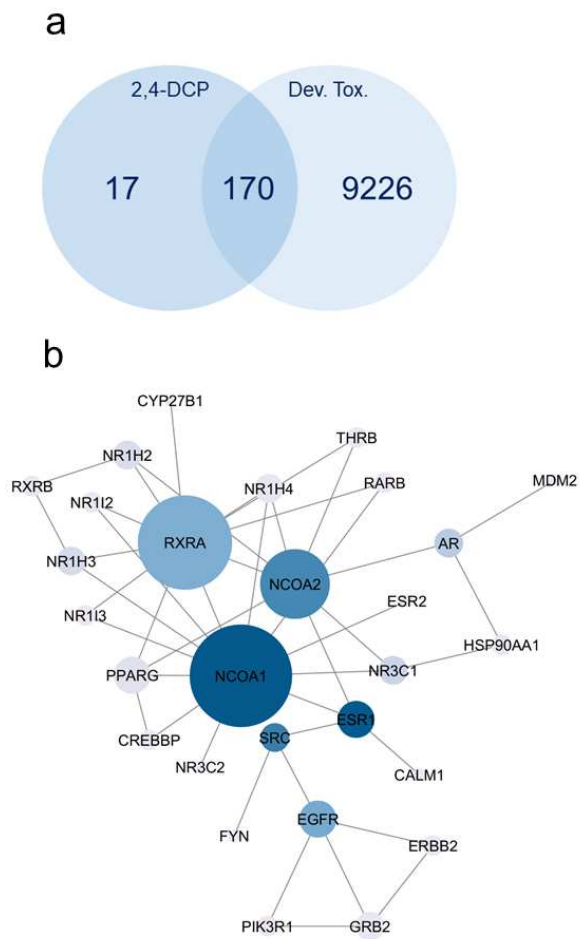 a
2,4-DCP
Dev. Tox.
17
170
9226
b
CYP27B1
THRB
NR1H2
RXRB
NR1H4
RARB
MDM2
NR1I2
RXRA
AR
NR1H3
NCOA2
ESR2
NR1I3
HSP90AA1
PPARG
NCOA1
NR3C1
ESR1
CREBBP
SRC
NR3C2
CALM1
EGFR
FYN
ERBB2
PIK3R1
GRB2